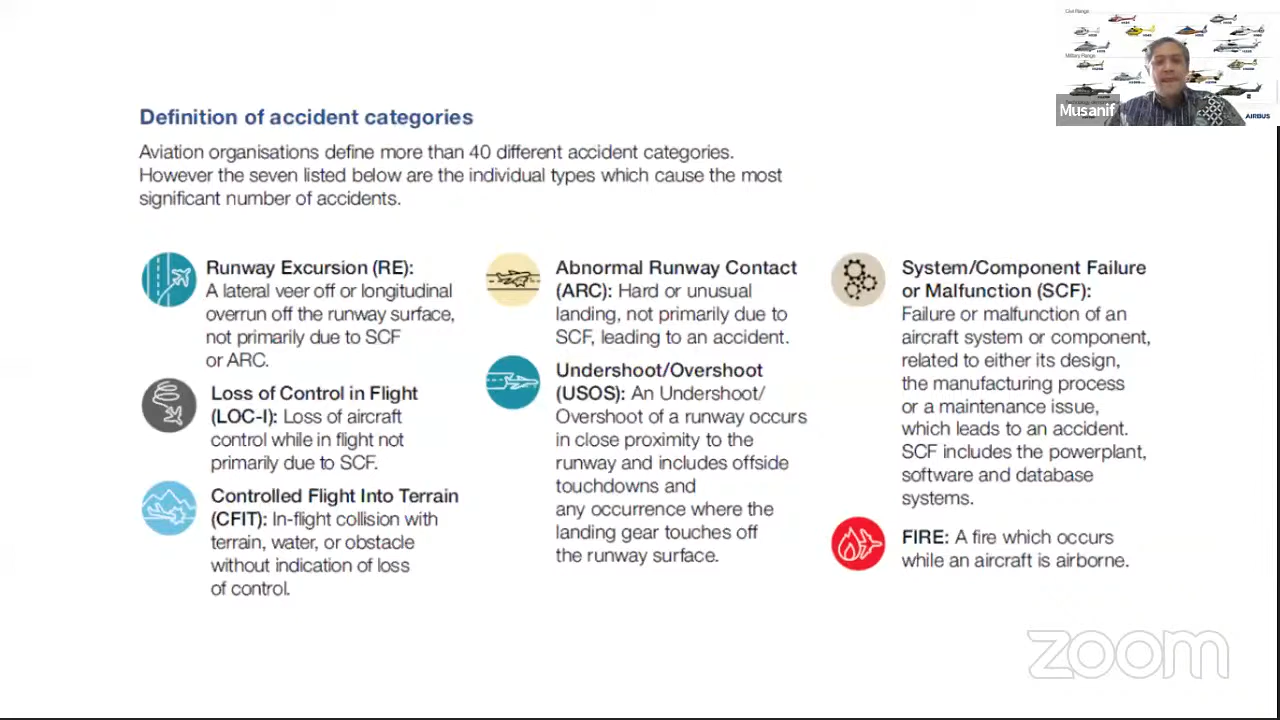 Definition of accident categories
Aviation organisations define more than 40 different accident categories.
However the seven listed below are the individual types which cause the most
significant number of accidents.
Runway Excursion (RE):
A lateral veer off or longitudinal
overrun off the runway surface,
not primarily due to SCF
or ARC.
Loss of Control in Flight
(LOC-I): Loss of aircraft
control while in flight not
primarily due to SCF.
Controlled Flight Into Terrain
(CFIT): In-flight collision with
terrain, water, or obstacle
without indication of loss
of control.
Abnormal Runway Contact
(ARC): Hard or unusual
landing, not primarily due to
SCF, leading to an accident.
Undershoot/Overshoot
(USOS): An Undershoot/
Overshoot of a runway occurs
in close proximity to the
runway and includes offside
touchdowns and
any occurrence where the
landing gear touches off
the runway surface.
System/Component Failure
or Malfunction (SCF):
Failure or malfunction of an
aircraft system or component,
related to either its design,
the manufacturing process
or a maintenance issue,
which leads to an accident.
SCF includes the powerplant,
software and database
systems.
FIRE: A fire which occurs
while an aircraft is airborne.
Civil Range
Military Range
Musanif
AIRBUS
zoom